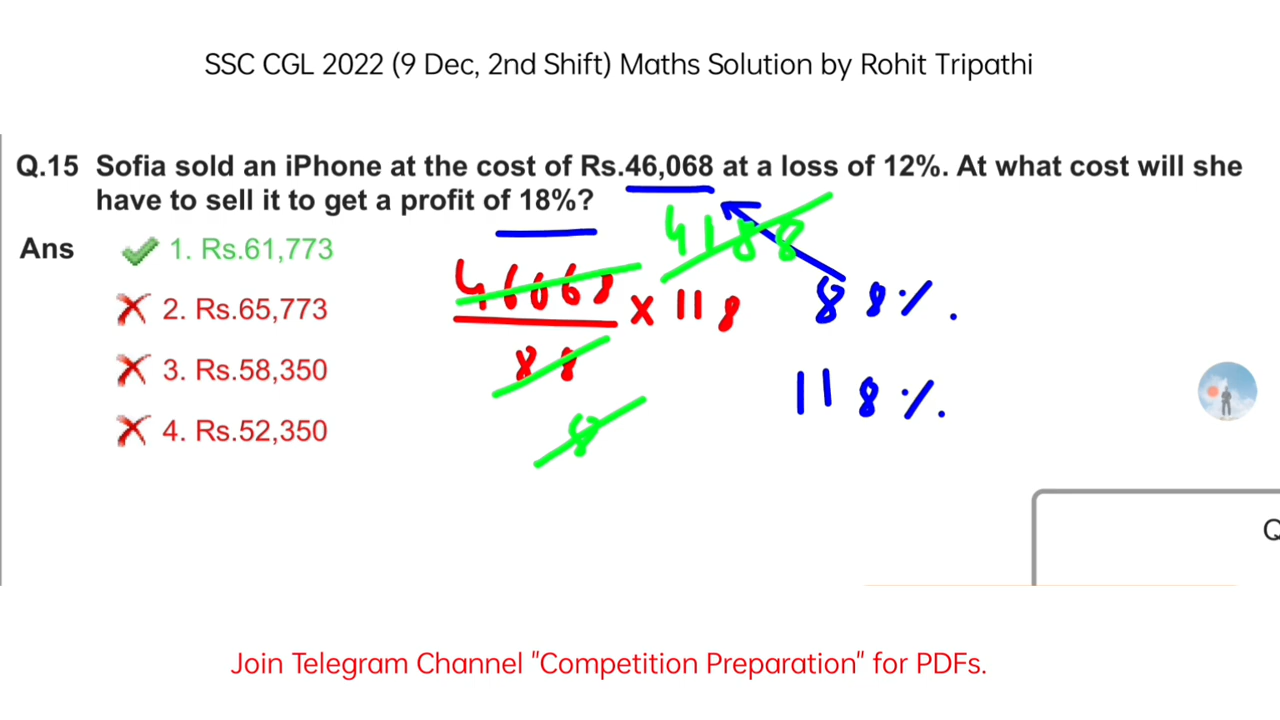 SSC CGL 2022 (9 Dec, 2nd Shift) Maths Solution by Rohit Tripathi
Q.15 Sofia sold an iPhone at the cost of Rs.46,068 at a loss of 12%. At what cost will she
have to sell it to get a profit of 18%?
Ans
1. Rs.61,773
2. Rs.65,773
3. Rs.58,350
4. Rs.52,350
4188
46068
x 118
88
8
88%.
118%.
Q
Join Telegram Channel "Competition Preparation" for PDFs.